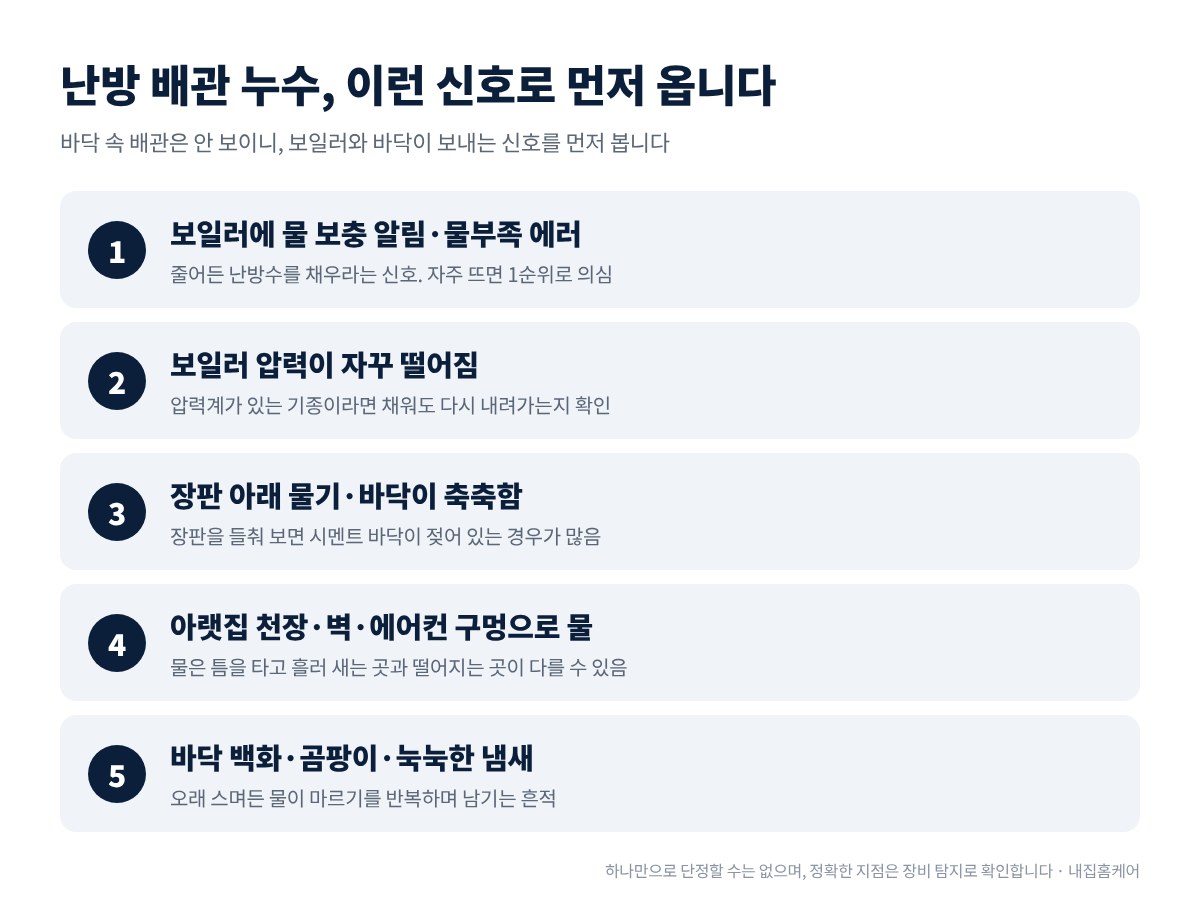 난방 배관 누수, 이런 신호로 먼저 옵니다
바닥 속 배관은 안 보이니, 보일러와 바닥이 보내는 신호를 먼저 봅니다
1
보일러에 물 보충 알림·물부족 에러
줄어든 난방수를 채우라는 신호. 자주 뜨면 1순위로 의심
2
보일러 압력이 자꾸 떨어짐
압력계가 있는 기종이라면 채워도 다시 내려가는지 확인
3
장판 아래 물기·바닥이 축축함
장판을 들춰 보면 시멘트 바닥이 젖어 있는 경우가 많음
4
아랫집 천장·벽·에어컨 구멍으로 물
물은 틈을 타고 흘러 새는 곳과 떨어지는 곳이 다를 수 있음
5
바닥 백화·곰팡이·눅눅한 냄새
오래 스며든 물이 마르기를 반복하며 남기는 흔적
하나만으로 단정할 수는 없으며, 정확한 지점은 장비 탐지로 확인합니다 · 내집홈케어